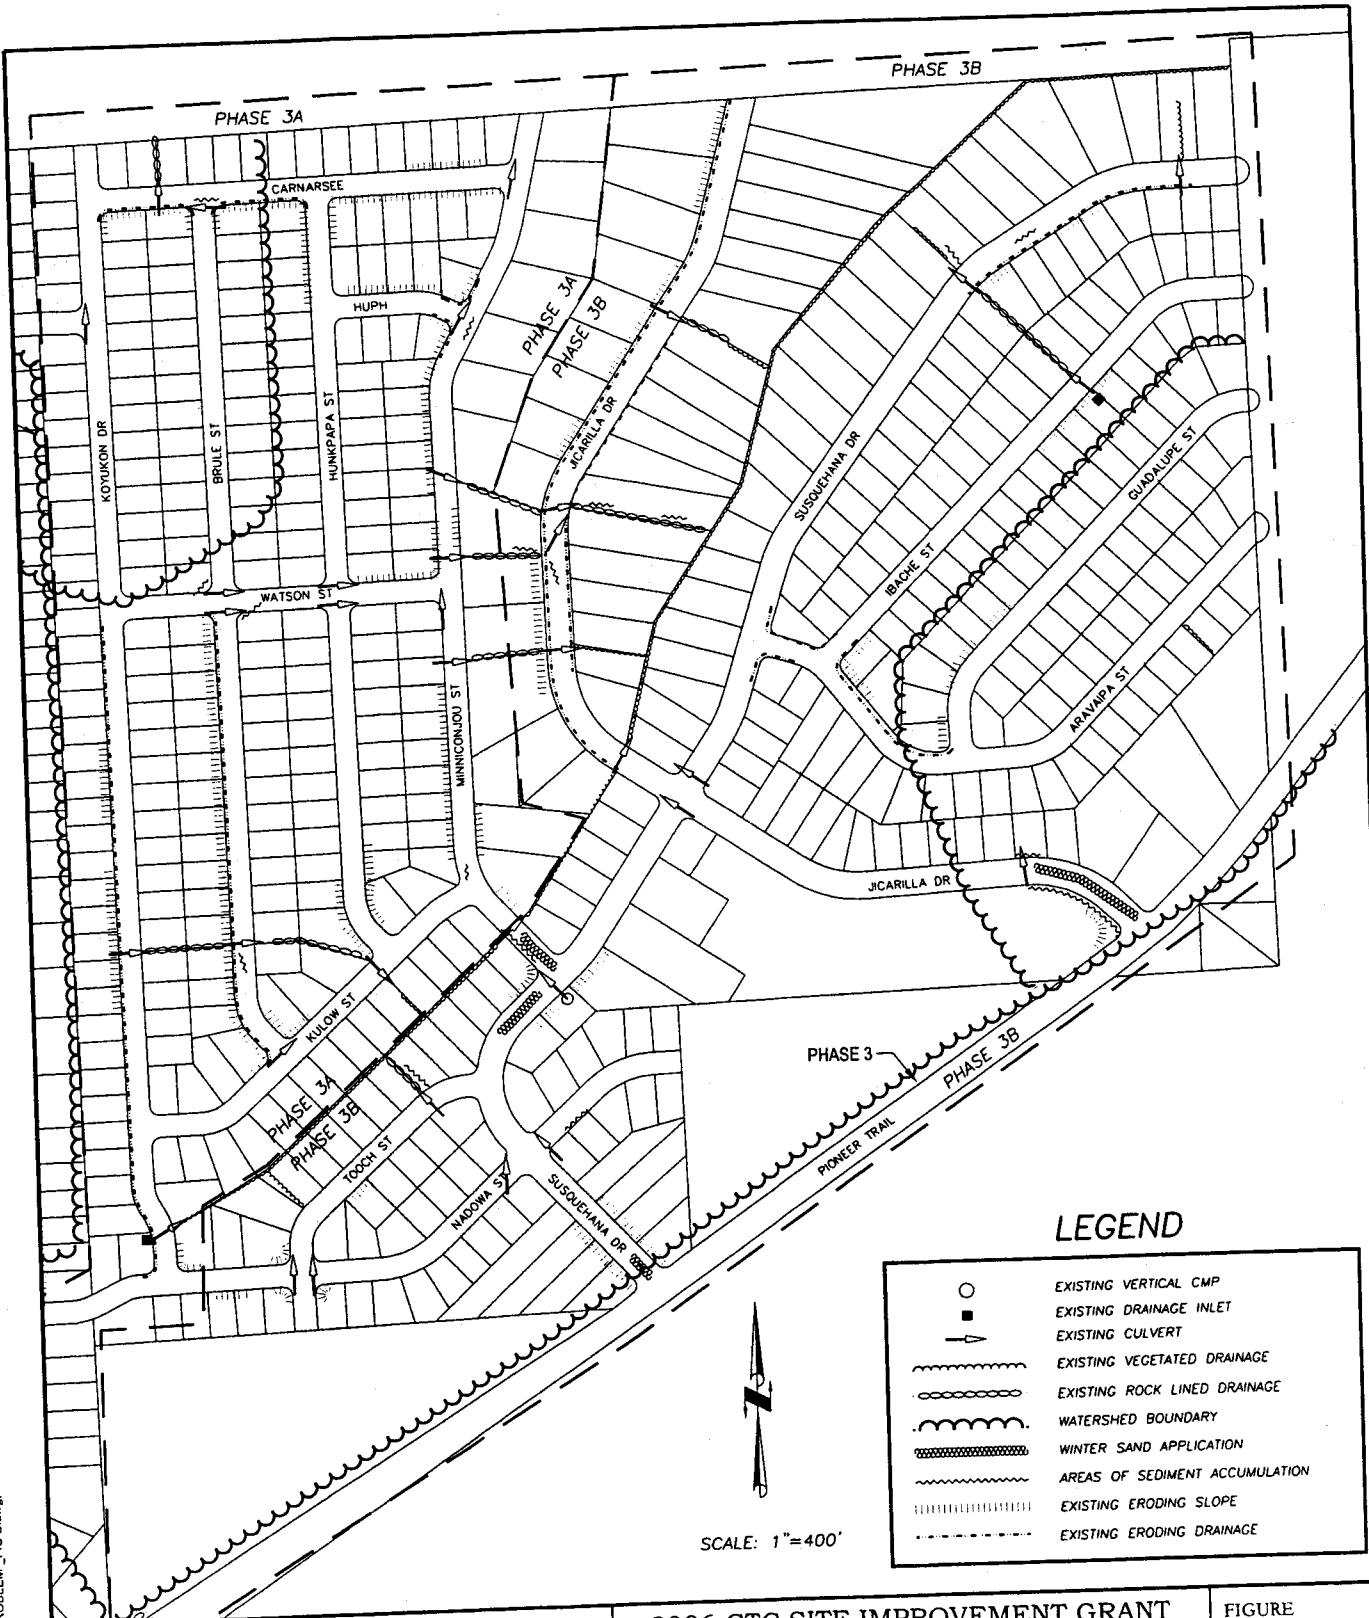 PHASE 3A
PHASE 3B
CARNARSEE
HUPH
PHASE 3A
PHASE 3B
KOYUKON DR
BRULE ST
HUNKPAPA ST
JICARILLA DR
SUSQUEHANA DR
GUADALUPE ST
IBACHE ST
WATSON ST
MINNICONJOU ST
ARAVAIPA ST
JICARILLA DR
KULOW ST
PHASE 3
PHASE 3B
PHASE 3A
PHASE 3B
TOOCH ST
NADOWA ST
SUSQUEHANA DR
PIONEER TRAIL
LEGEND
EXISTING VERTICAL CMP
EXISTING DRAINAGE INLET
EXISTING CULVERT
EXISTING VEGETATED DRAINAGE
EXISTING ROCK LINED DRAINAGE
WATERSHED BOUNDARY
WINTER SAND APPLICATION
AREAS OF SEDIMENT ACCUMULATION
EXISTING ERODING SLOPE
EXISTING ERODING DRAINAGE
SCALE: 1"=400'
2006 CTC SITE IMPROVEMENT GRANT
FIGURE